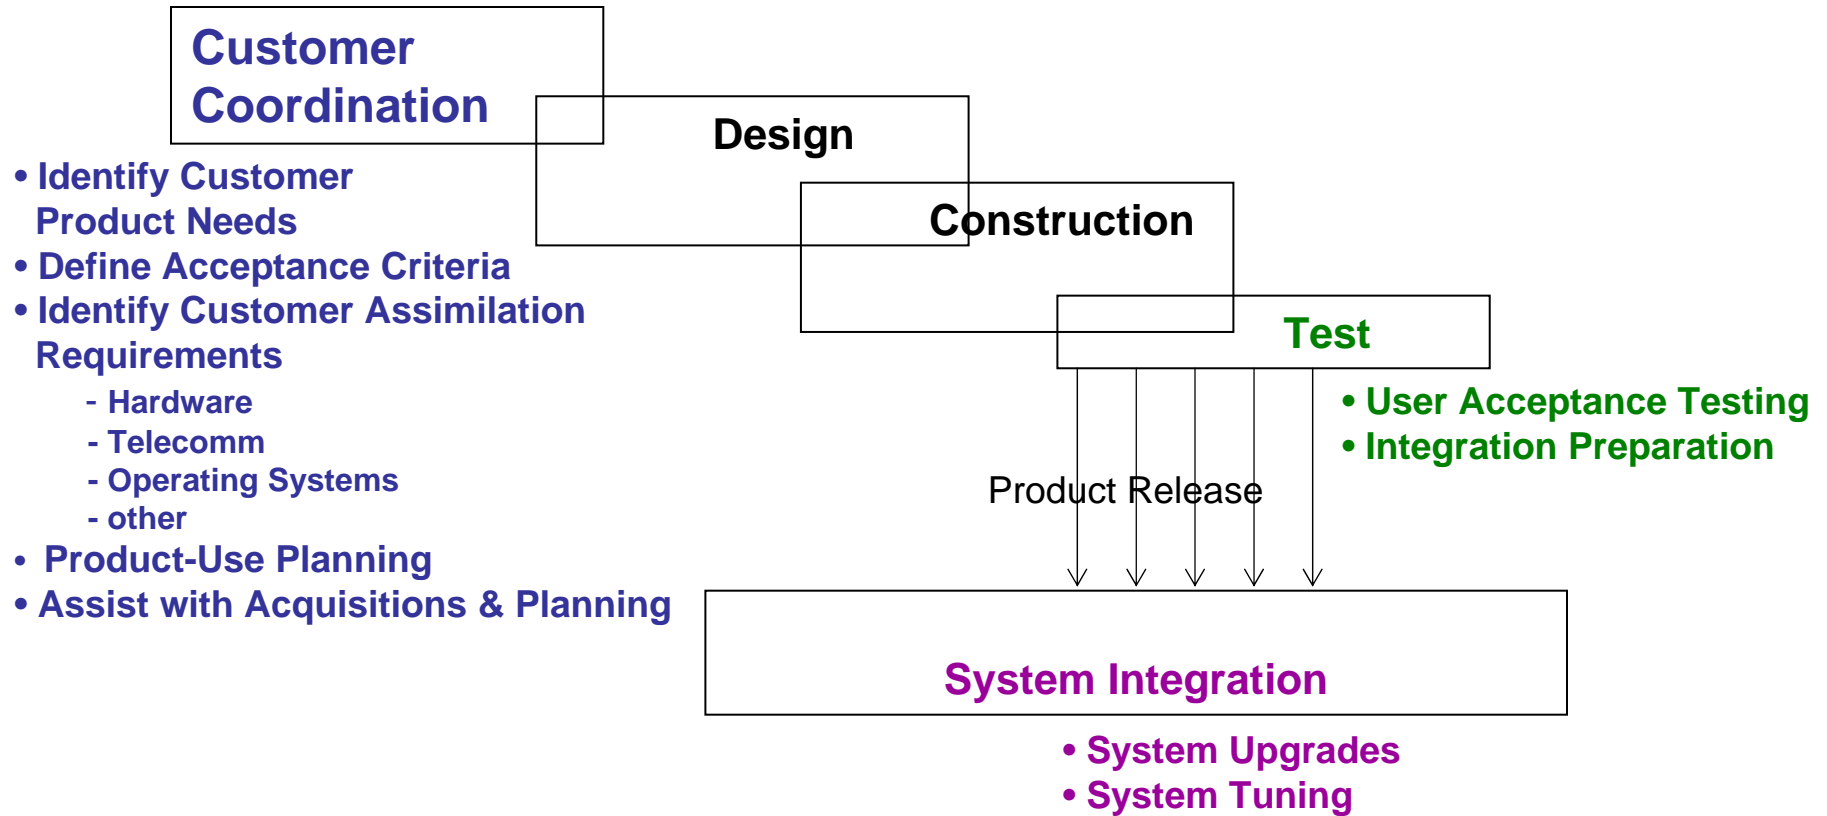 Customer
Coordination
Design
• Identify Customer
Product Needs
Construction
• Define Acceptance Criteria
• Identify Customer Assimilation
Requirements
Test
- Hardware
- Telecomm
- Operating Systems
- other
• User Acceptance Testing
• Integration Preparation
Product Release
• Product-Use Planning
• Assist with Acquisitions & Planning
System Integration
• System Upgrades
• System Tuning